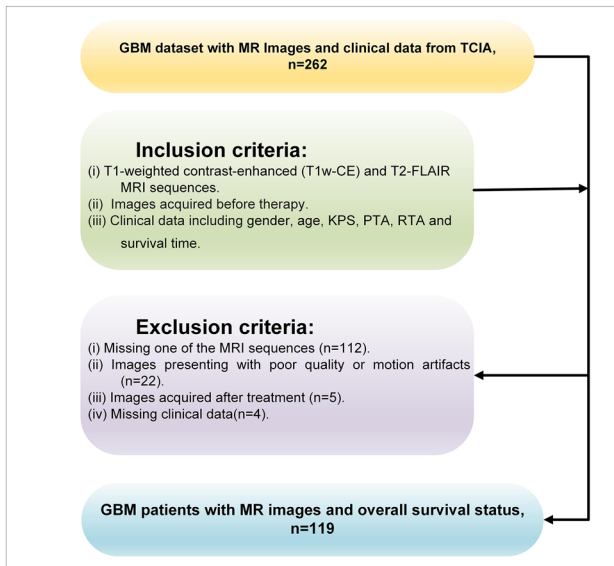 GBM dataset with MR Images and clinical data from TCIA,
n=262
Inclusion criteria:
(i) T1-weighted contrast-enhanced (T1w-CE) and T2-FLAIR
MRI sequences.
(ii) Images acquired before therapy.
(iii) Clinical data including gender, age, KPS, PTA, RTA and
survival time.
Exclusion criteria:
(i) Missing one of the MRI sequences (n=112).
(ii) Images presenting with poor quality or motion artifacts
(n=22).
(iii) Images acquired after treatment (n=5).
(iv) Missing clinical data(n=4).
GBM patients with MR images and overall survival status,
n=119